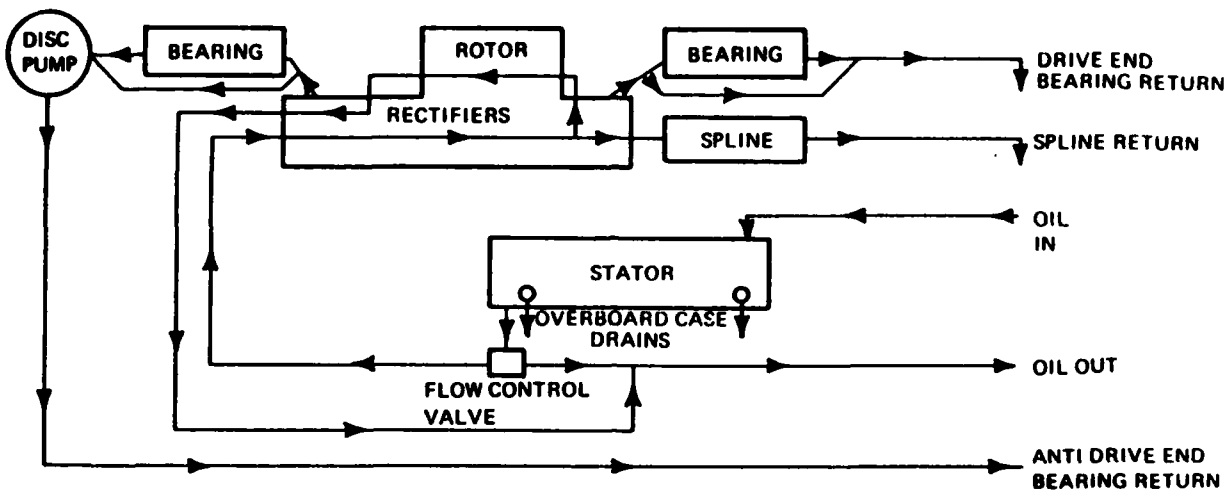 DISC
PUMP
BEARING
ROTOR
BEARING
DRIVE END
BEARING RETURN
RECTIFIERS
SPLINE
SPLINE RETURN
OIL
IN
STATOR
OVERBOARD CASE
DRAINS
OIL OUT
FLOW CONTROL
VALVE
ANTI DRIVE END
BEARING RETURN